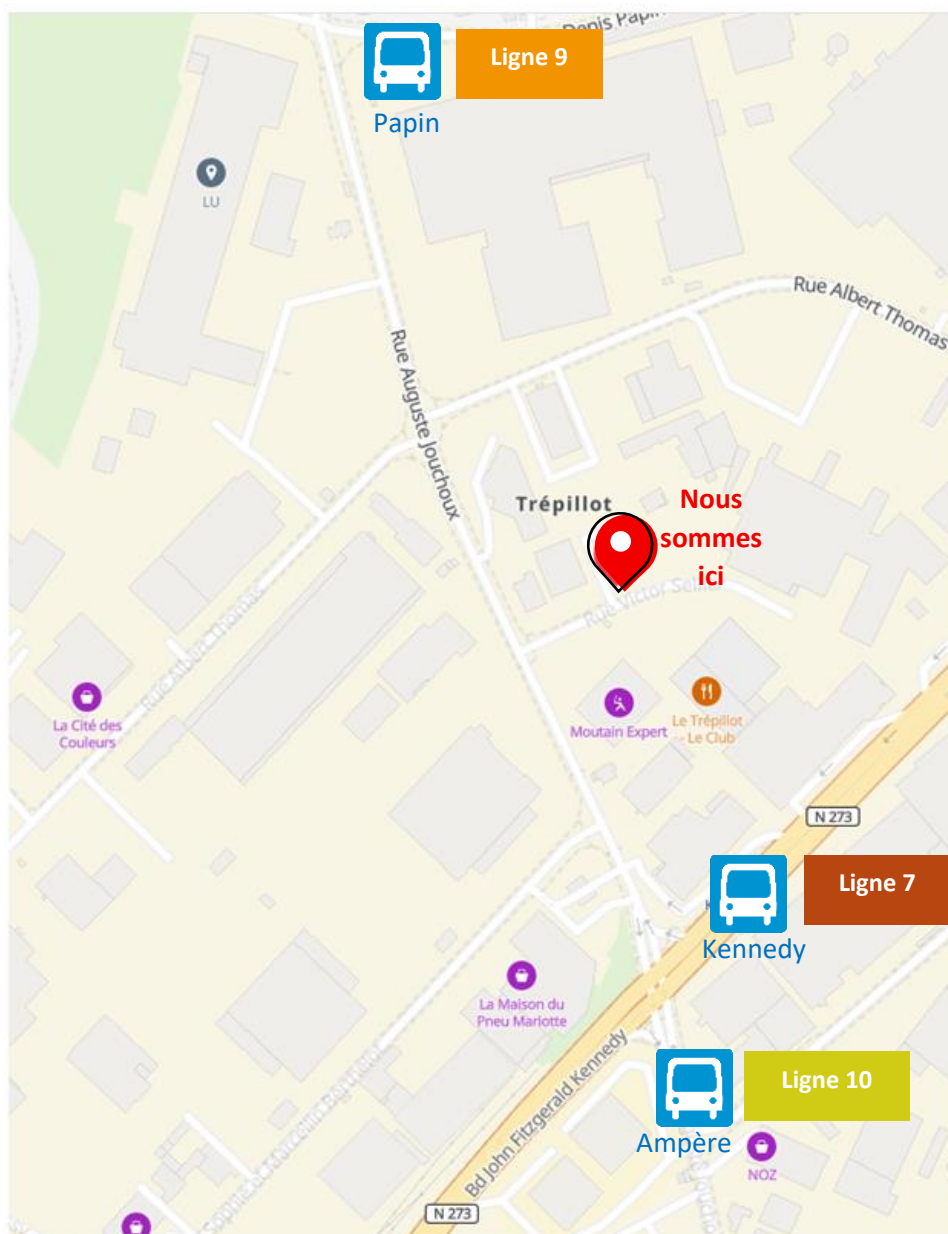 Denis Papin
Ligne 9
Papin
LU
Rue Albert Thomas
Rue Auguste Jouchoux
Trépillot
Nous
sommes
ici
Rue Victor Sellier
Rue Albert Thomas
La Cité des
Couleurs
Moutain Expert
Le Trépillot
- Le Club
N 273
Ligne 7
Kennedy
La Maison du
Pneu Mariotte
Bd John Fitzgerald Kennedy
Ligne 10
Ampère
NOZ
N 273